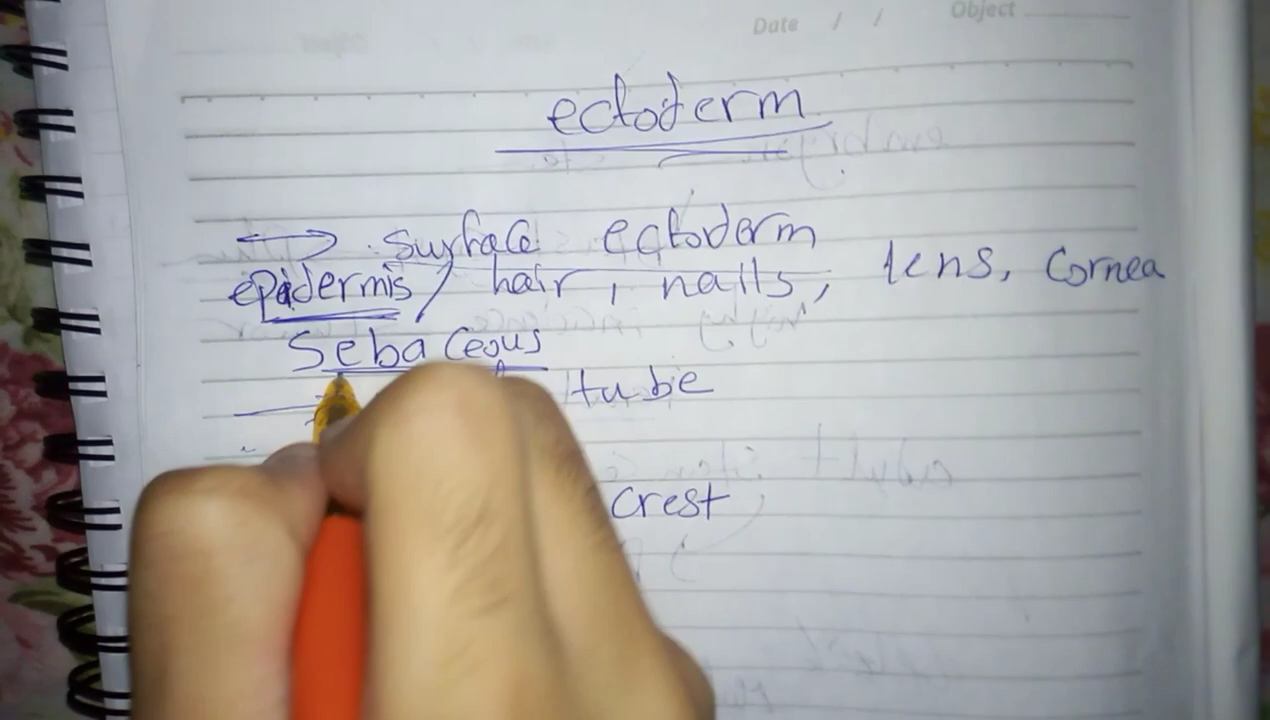 Date / / Object
ectoderm
→ surface ectoderm
epidermis, hair, nails, lens, Cornea
Sebaceous
tube
crest